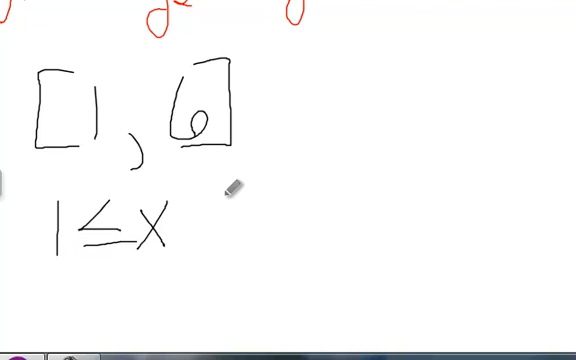 [1, 6]
1 ≤ x